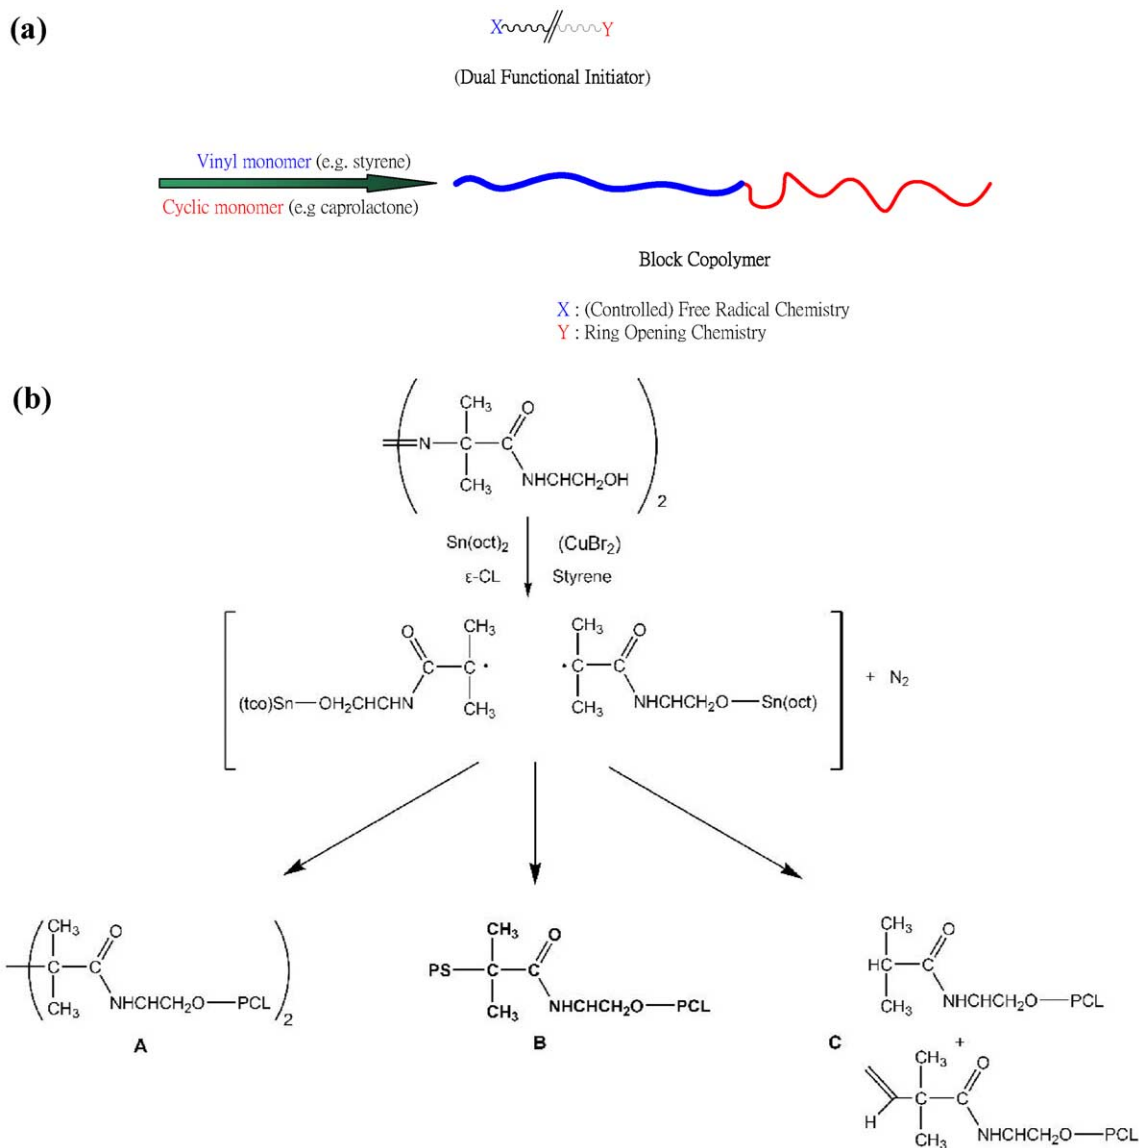 (a)
X Y
(Dual Functional Initiator)
Vinyl monomer (e.g. styrene)
Cyclic monomer (e.g caprolactone)
Block Copolymer
X : (Controlled) Free Radical Chemistry
Y : Ring Opening Chemistry
(b)
CH₃ O
N C C
CH₃ NHCHCH₂OH
2
Sn(oct)₂ (CuBr₂)
ε-CL Styrene
O CH₃ CH₃ O
C C · · C C
(tco)Sn OH₂CHCHN CH₃ CH₃ NHCHCH₂O Sn(oct)
+ N₂
CH₃ O
C C
CH₃ NHCHCH₂O PCL
2
A
CH₃ O
PS C C
CH₃ NHCHCH₂O PCL
B
CH₃ O
HC C
CH₃ NHCHCH₂O PCL
C +
CH₃ O
C C
H CH₃ NHCHCH₂O PCL